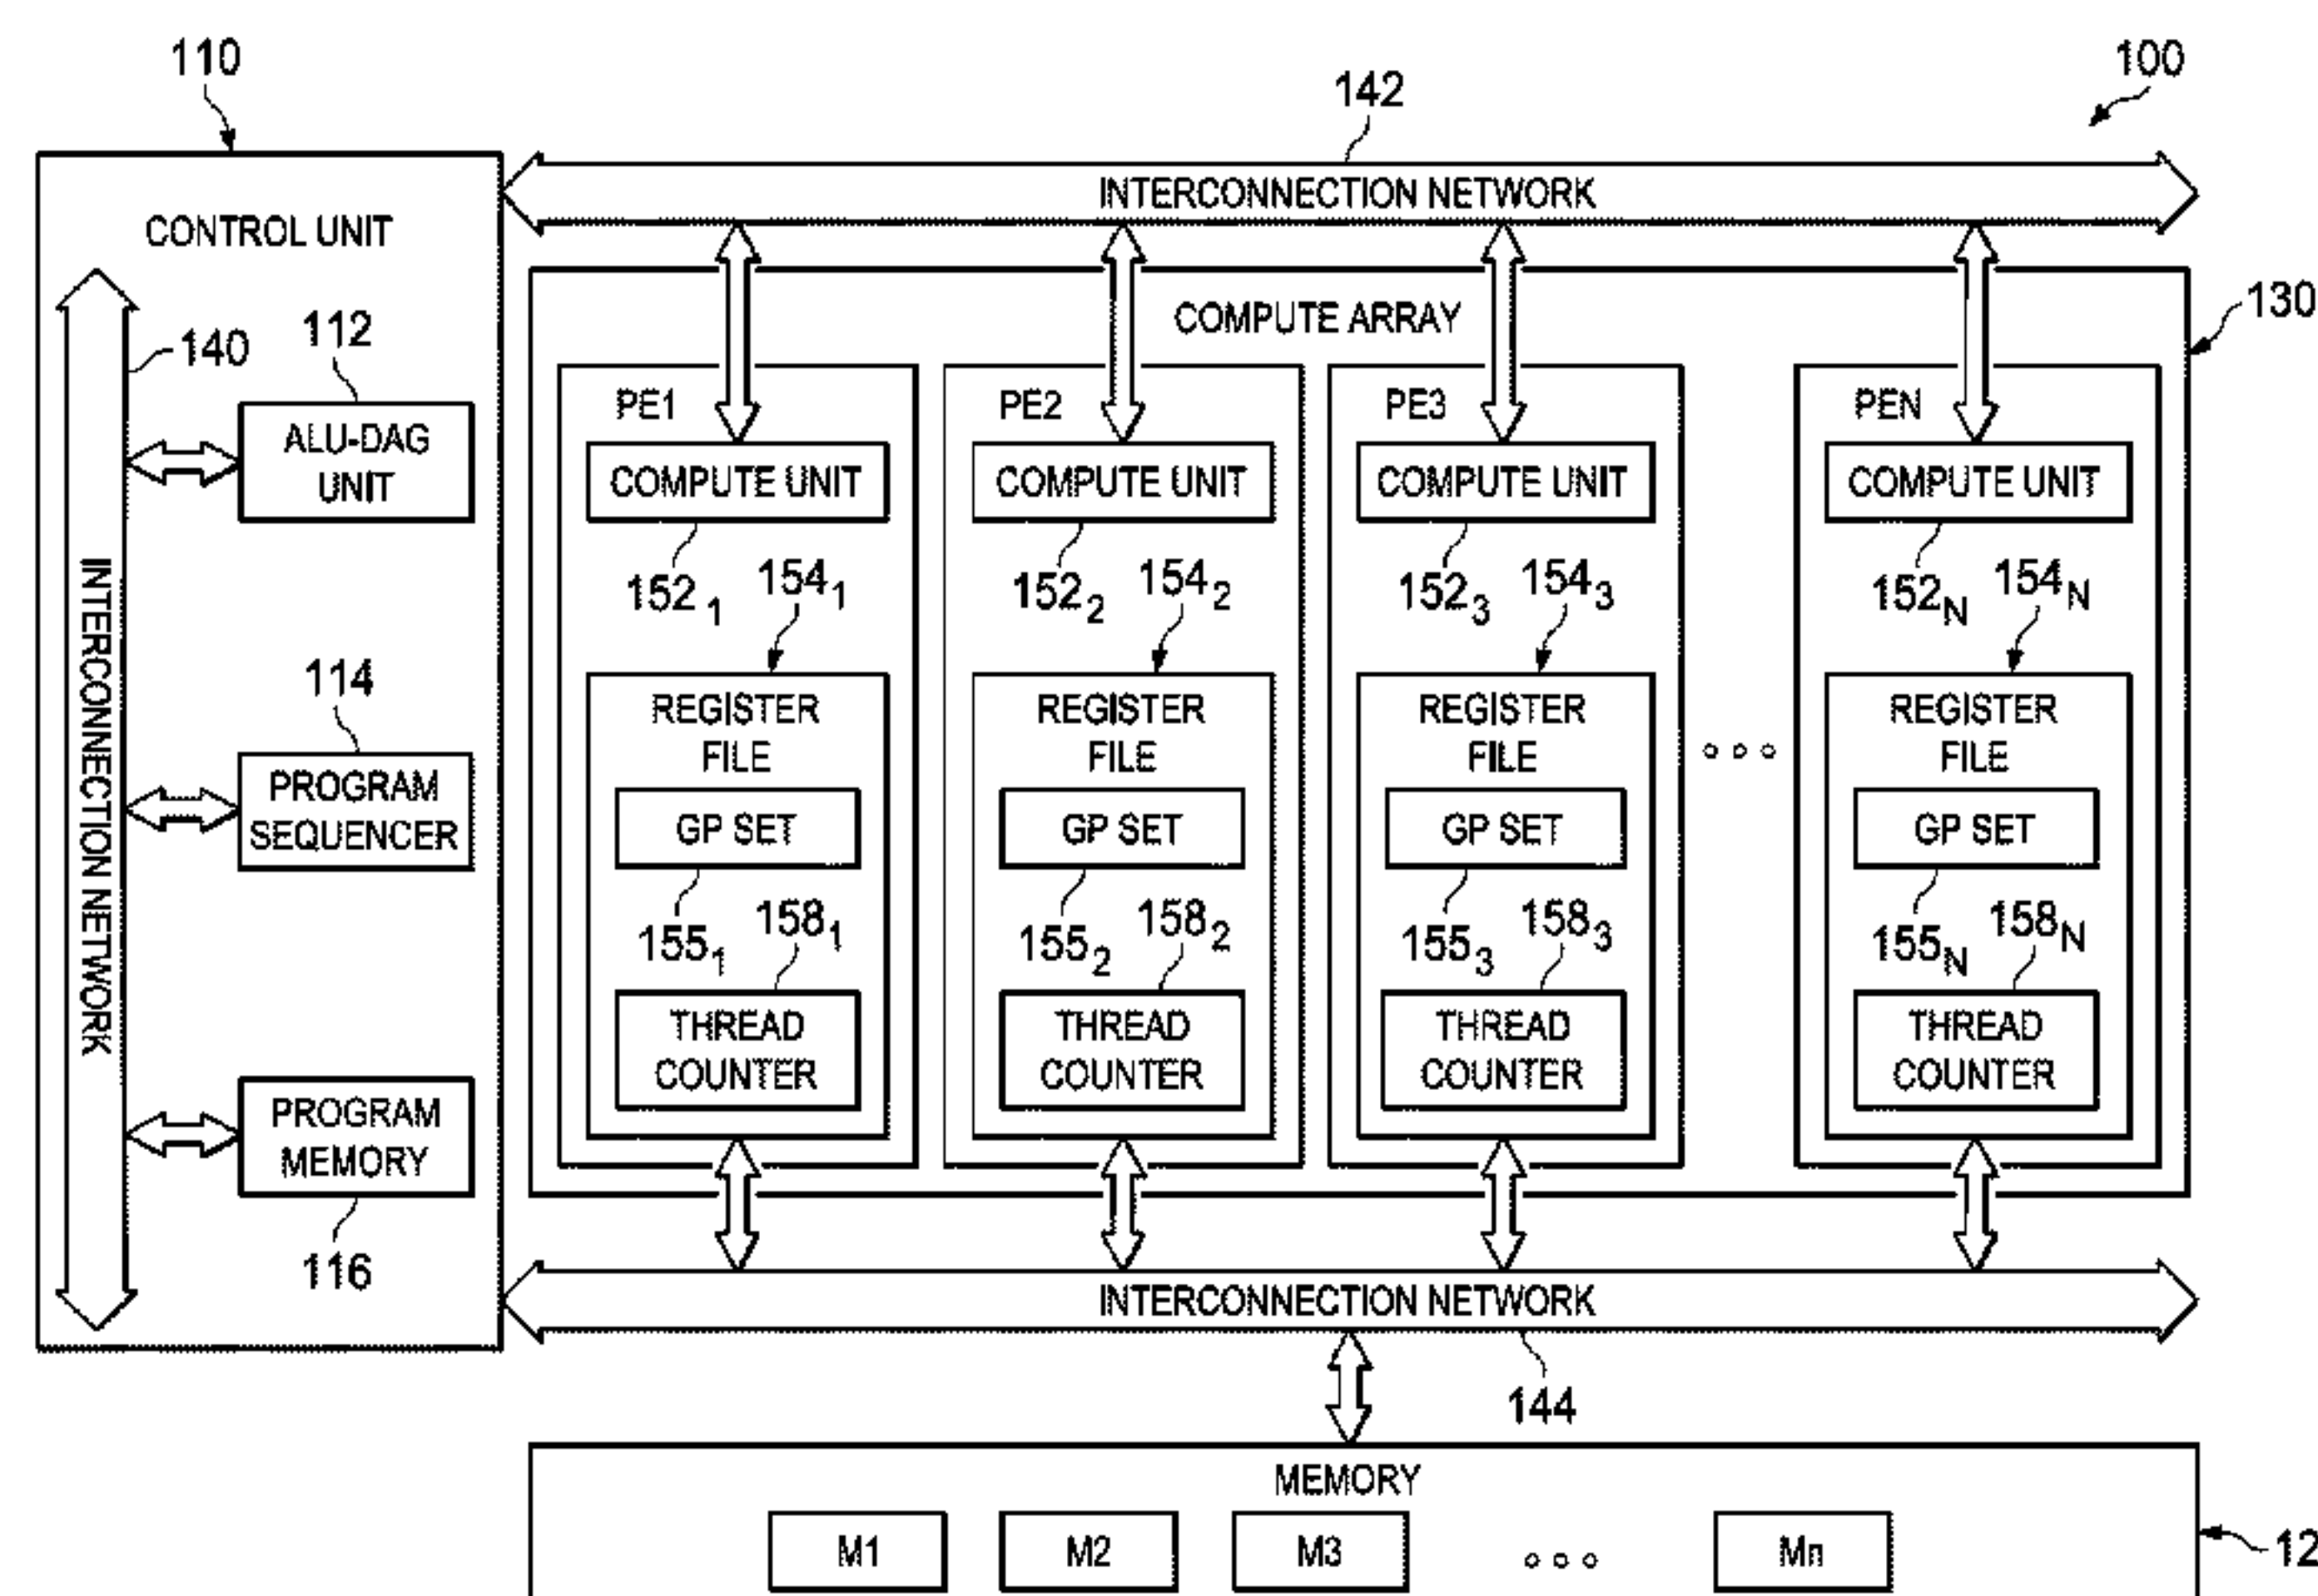 110
100
142
INTERCONNECTION NETWORK
CONTROL UNIT
COMPUTE ARRAY
130
140
112
ALU-DAG
UNIT
INTERCONNECTION NETWORK
114
PROGRAM
SEQUENCER
PROGRAM
MEMORY
116
PE1
COMPUTE UNIT
152₁
154₁
REGISTER
FILE
GP SET
155₁
158₁
THREAD
COUNTER
PE2
COMPUTE UNIT
152₂
154₂
REGISTER
FILE
GP SET
155₂
158₂
THREAD
COUNTER
PE3
COMPUTE UNIT
152₃
154₃
REGISTER
FILE
GP SET
155₃
158₃
THREAD
COUNTER
PEN
COMPUTE UNIT
152N
154N
REGISTER
FILE
GP SET
155N
158N
THREAD
COUNTER
INTERCONNECTION NETWORK
144
MEMORY
M1
M2
M3
Mn
12